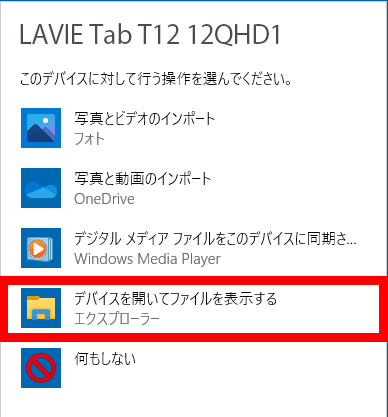 LAVIE Tab T12 12QHD1
このデバイスに対して行う操作を選んでください。
写真とビデオのインポート
フォト
写真と動画のインポート
OneDrive
デジタル メディア ファイルをこのデバイスに同期さ...
Windows Media Player
デバイスを開いてファイルを表示する
エクスプローラー
何もしない